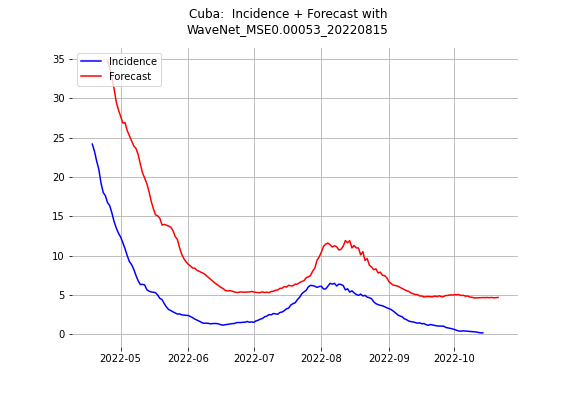 Cuba:  Incidence + Forecast with
WaveNet_MSE0.00053_20220815
Incidence
Forecast
35
30
25
20
15
10
5
0
2022-05 2022-06 2022-07 2022-08 2022-09 2022-10